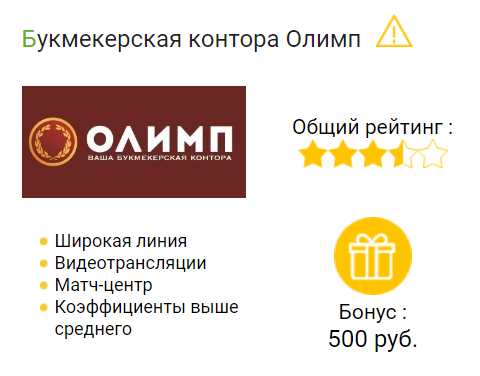 Букмекерская контора Олимп
ОЛИМП
ВАША БУКМЕКЕРСКАЯ КОНТОРА
Общий рейтинг :
Широкая линия
Видеотрансляции
Матч-центр
Коэффициенты выше
среднего
Бонус :
500 руб.